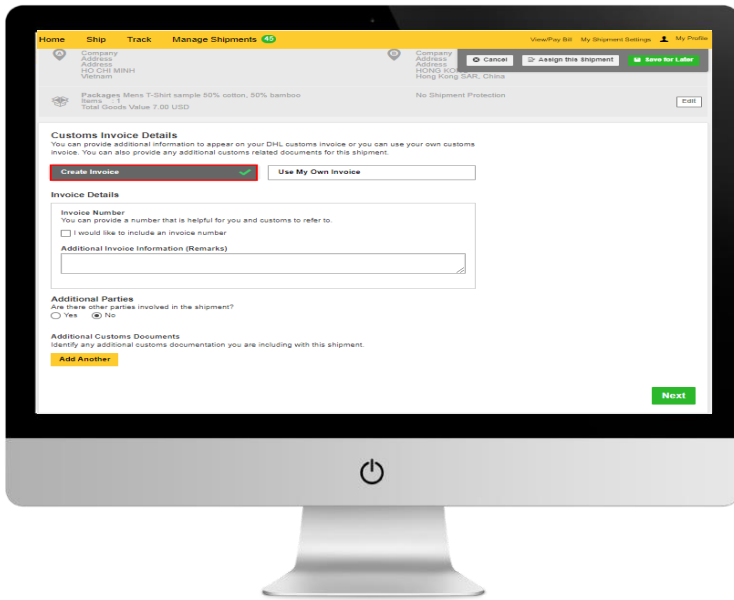 Home Ship Track Manage Shipments 45 View/Pay Bill My Shipment Settings My Profile
Company
Address
Address
HO CHI MINH
Vietnam
Company
Address
Address
HONG KO
Hong Kong SAR, China
Cancel Assign this Shipment Save for Later
Packages Mens T-Shirt sample 50% cotton, 50% bamboo
Items : 1
Total Goods Value 7.00 USD
No Shipment Protection
Edit
Customs Invoice Details
You can provide additional information to appear on your DHL customs invoice or you can use your own customs
invoice. You can also provide any additional customs related documents for this shipment.
Create Invoice
Use My Own Invoice
Invoice Details
Invoice Number
You can provide a number that is helpful for you and customs to refer to.
I would like to include an invoice number
Additional Invoice Information (Remarks)
Additional Parties
Are there other parties involved in the shipment?
Yes No
Additional Customs Documents
Identify any additional customs documentation you are including with this shipment.
Add Another
Next